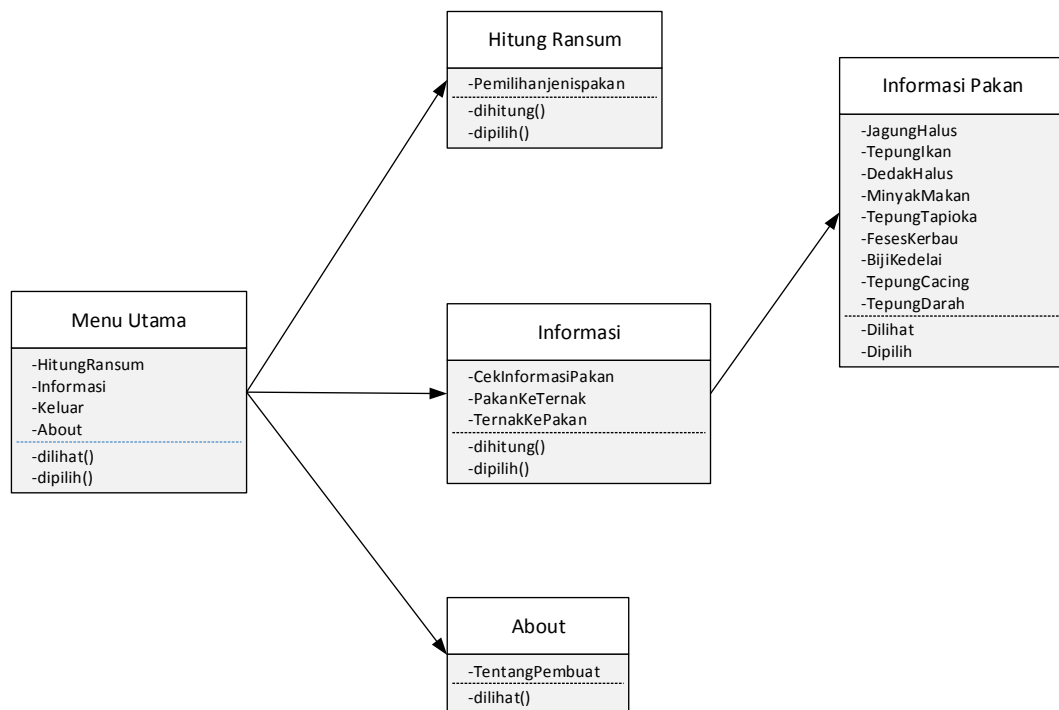 Hitung Ransum
-Pemilihanjenispakan
-dihitung()
-dipilih()
Informasi Pakan
-JagungHalus
-TepungIkan
-DedakHalus
-MinyakMakan
-TepungTapioka
-FesesKerbau
-BijiKedelai
-TepungCacing
-TepungDarah
-Dilihat
-Dipilih
Menu Utama
-HitungRansum
-Informasi
-Keluar
-About
-dilihat()
-dipilih()
Informasi
-CekInformasiPakan
-PakanKeTernak
-TernakKePakan
-dihitung()
-dipilih()
About
-TentangPembuat
-dilihat()